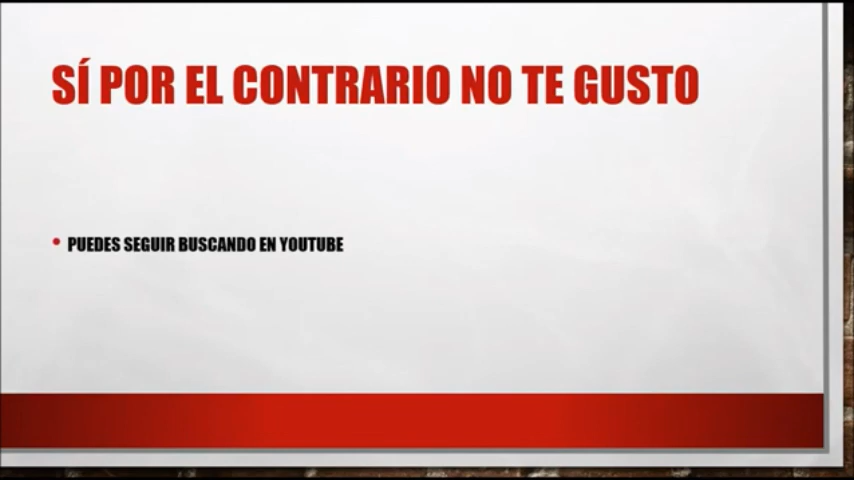 SÍ POR EL CONTRARIO NO TE GUSTO
• PUEDES SEGUIR BUSCANDO EN YOUTUBE